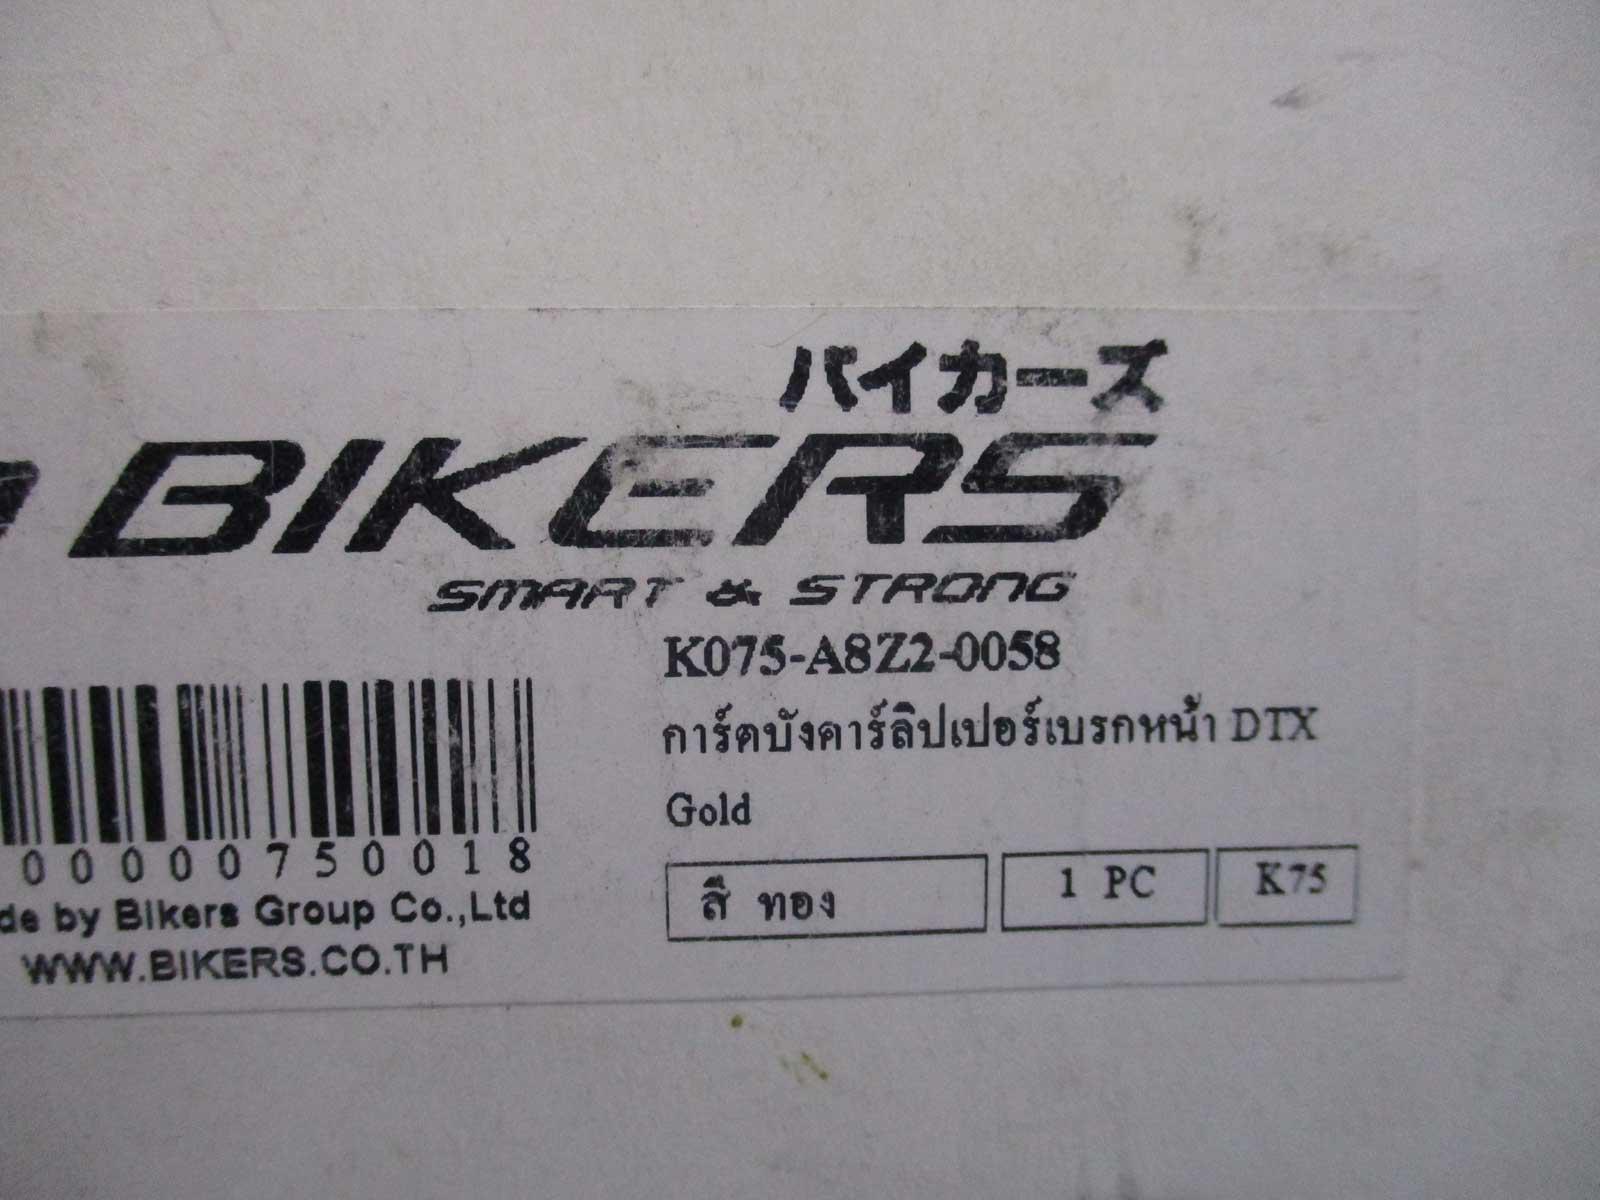 バイカーズ
BIKERS
SMART & STRONG
K075-A8Z2-0058
การ์ดบังคาร์ลิปเปอร์เบรกหน้า DTX
Gold
00000750018
สี ทอง
1 PC
K75
de by Bikers Group Co.,Ltd
WWW.BIKERS.CO.TH